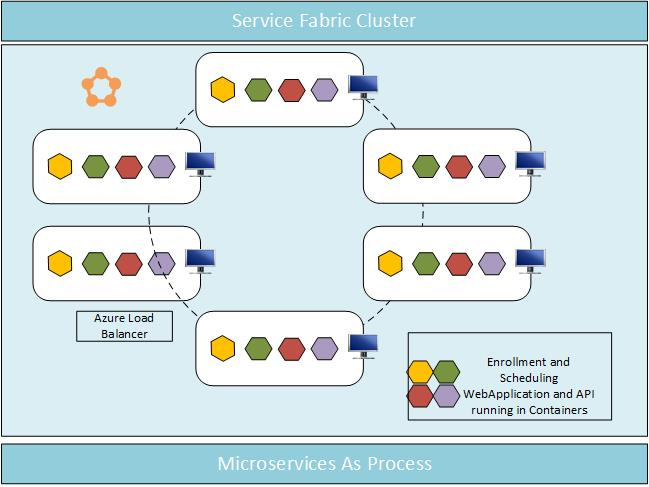 Service Fabric Cluster
Azure Load
Balancer
Enrollment and
Scheduling
WebApplication and API
running in Containers
Microservices As Process